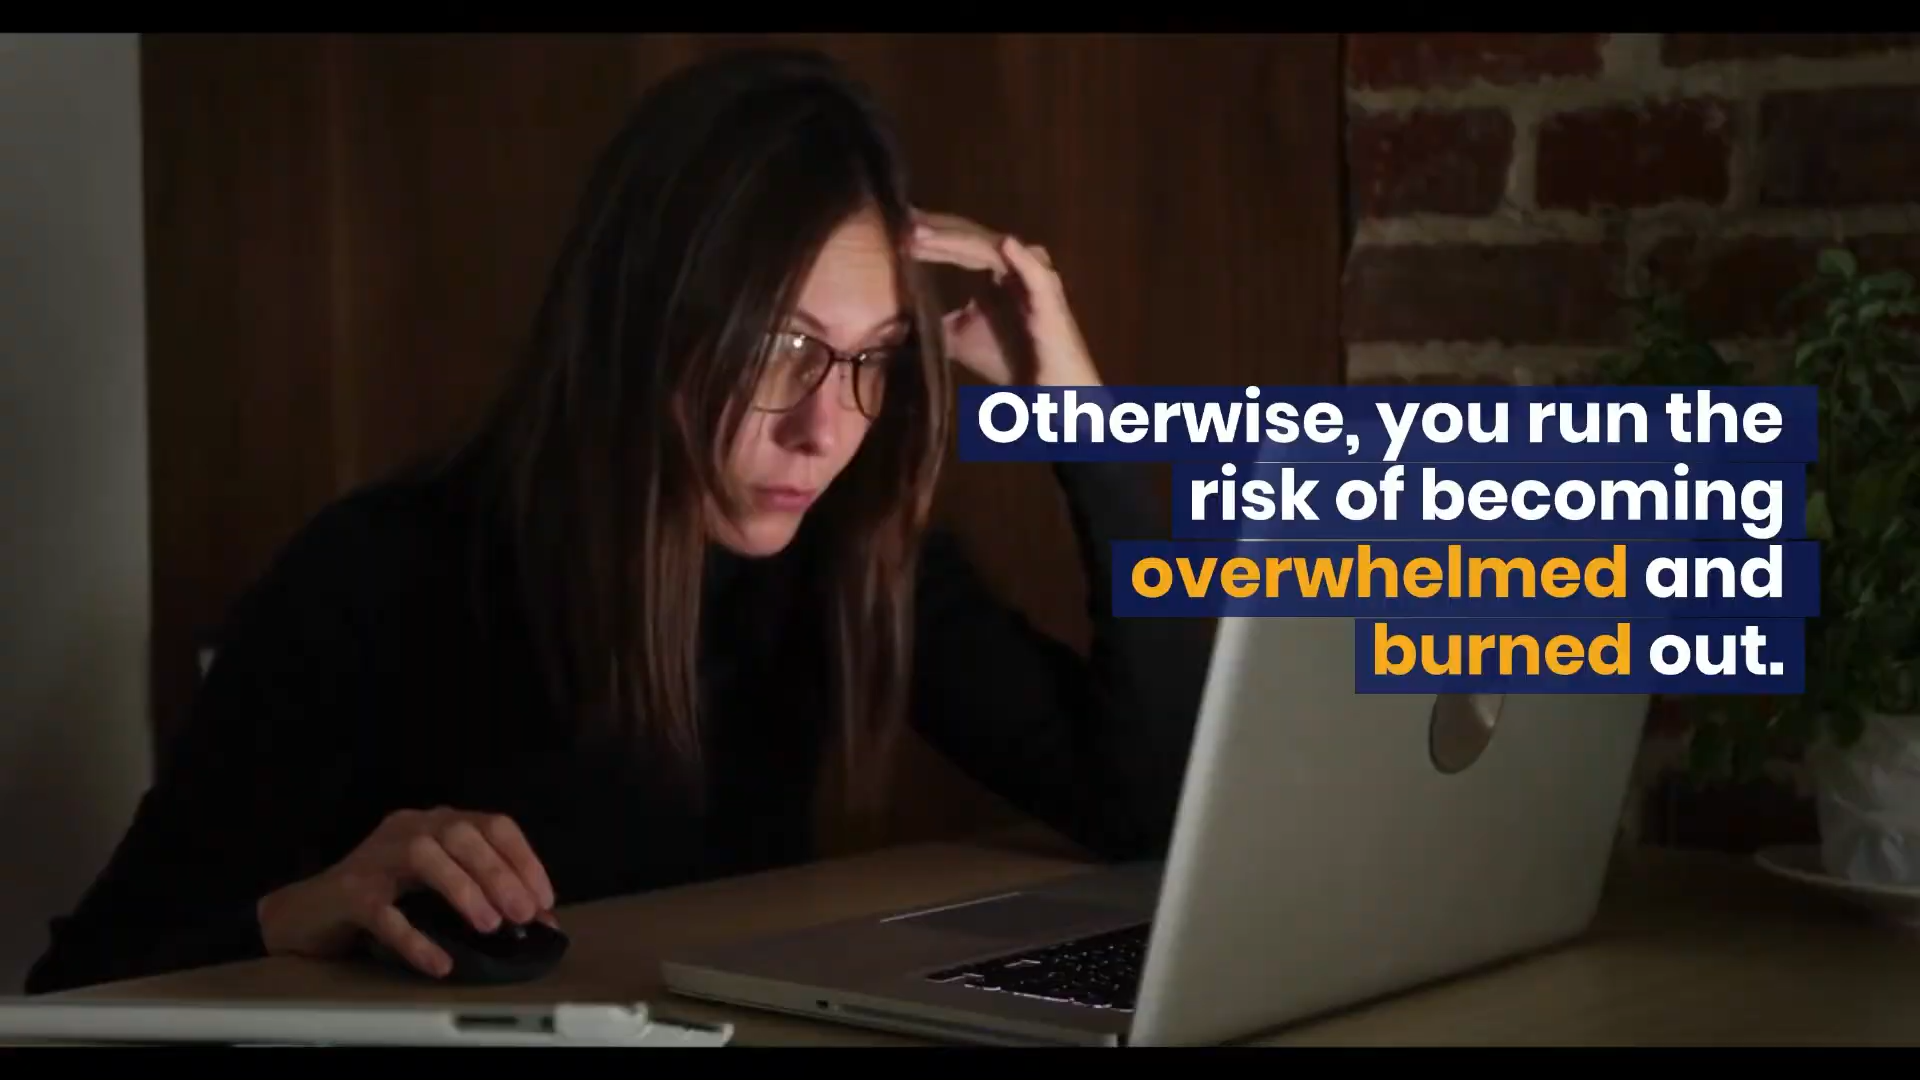 Otherwise, you run the
risk of becoming
overwhelmed and
burned out.